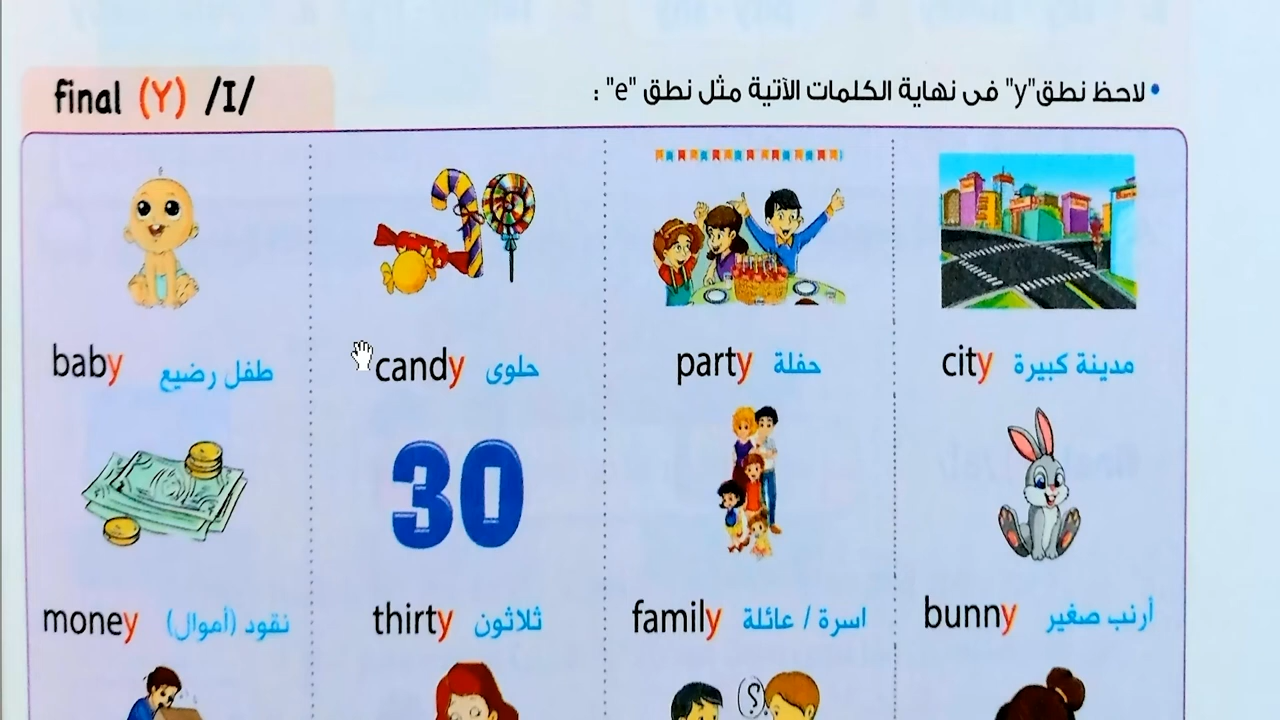 final (Y) /I/
• لاحظ نطق"y" فى نهاية الكلمات الآتية مثل نطق "e" :
baby طفل رضيع
candy حلوى
party حفلة
city مدينة كبيرة
30
money نقود (أموال)
thirty ثلاثون
family اسرة / عائلة
bunny أرنب صغير
؟